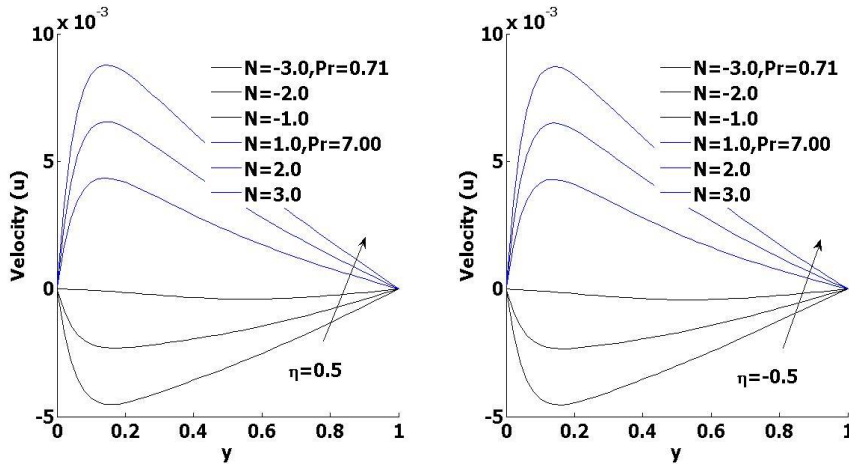 x 10⁻³
10
N=-3.0,Pr=0.71
N=-2.0
N=-1.0
N=1.0,Pr=7.00
N=2.0
N=3.0
5
Velocity (u)
0
η=0.5
-5
0 0.2 0.4 0.6 0.8 1
y
x 10⁻³
10
N=-3.0,Pr=0.71
N=-2.0
N=-1.0
N=1.0,Pr=7.00
N=2.0
N=3.0
5
Velocity (u)
0
η=-0.5
-5
0 0.2 0.4 0.6 0.8 1
y